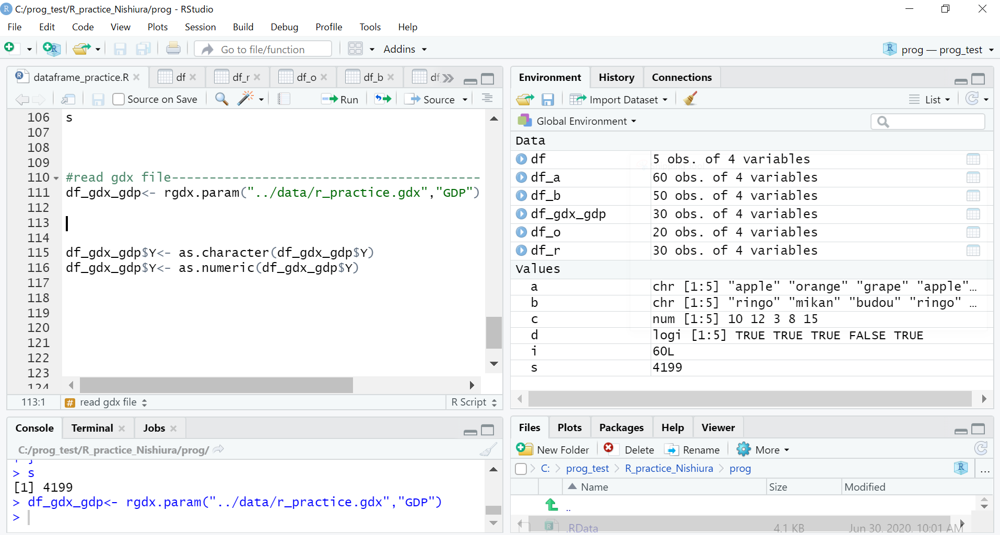 C:/prog_test/R_practice_Nishiura/prog - RStudio
File Edit Code View Plots Session Build Debug Profile Tools Help
Go to file/function Addins prog — prog_test
dataframe_practice.R df df_r df_o df_b df
Source on Save Run Source
106 s
107
108
109
110 #read gdx file-----------------------------------------
111 df_gdx_gdp<- rgdx.param("../data/r_practice.gdx","GDP")
112
113
114
115 df_gdx_gdp$Y<- as.character(df_gdx_gdp$Y)
116 df_gdx_gdp$Y<- as.numeric(df_gdx_gdp$Y)
117
118
119
120
121
122
123
124
113:1 # read gdx file R Script
Environment History Connections
Import Dataset List
Global Environment
Data
df 5 obs. of 4 variables
df_a 60 obs. of 4 variables
df_b 50 obs. of 4 variables
df_gdx_gdp 30 obs. of 4 variables
df_o 20 obs. of 4 variables
df_r 30 obs. of 4 variables
Values
a chr [1:5] "apple" "orange" "grape" "apple"…
b chr [1:5] "ringo" "mikan" "budou" "ringo" …
c num [1:5] 10 12 3 8 15
d logi [1:5] TRUE TRUE TRUE FALSE TRUE
i 60L
s 4199
Console Terminal Jobs
C:/prog_test/R_practice_Nishiura/prog/
+ }
> s
[1] 4199
> df_gdx_gdp<- rgdx.param("../data/r_practice.gdx","GDP")
>
Files Plots Packages Help Viewer
New Folder Delete Rename More
C: prog_test R_practice_Nishiura prog ...
Name Size Modified
..
.RData 4.1 KB Jun 30, 2020, 10:01 AM